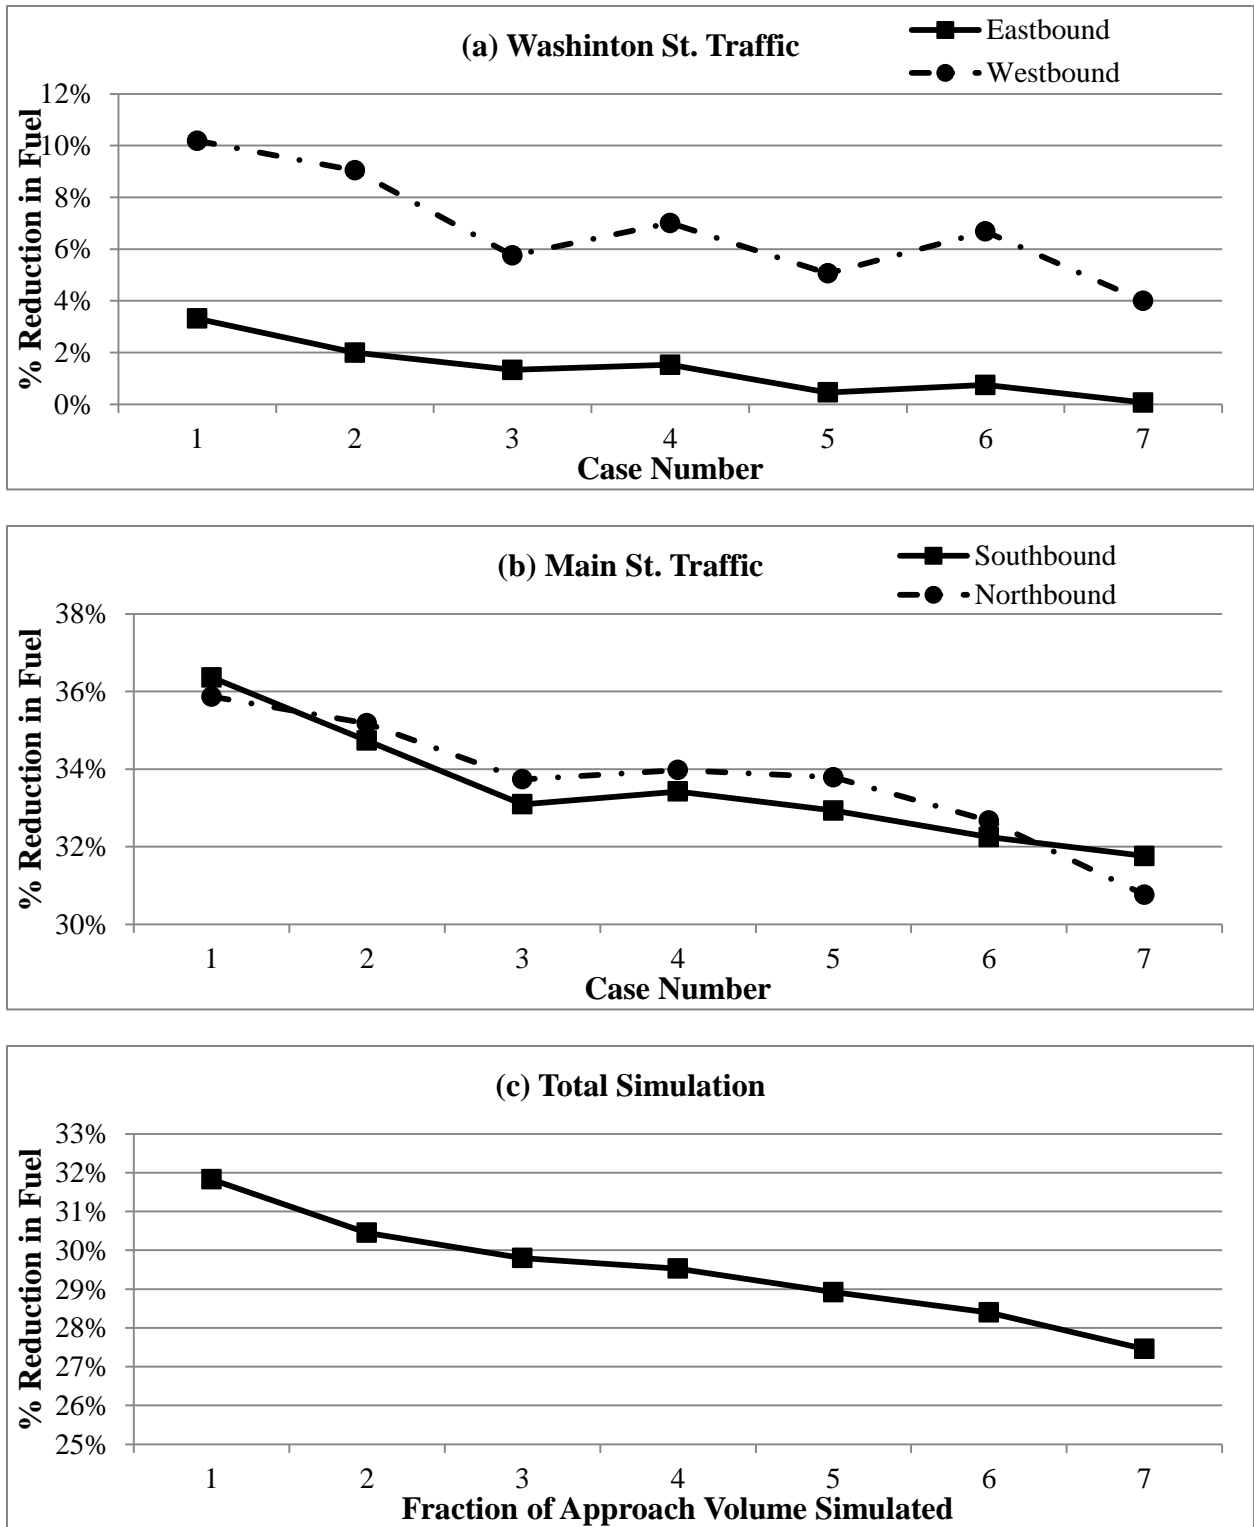 (a) Washinton St. Traffic
Eastbound
Westbound
% Reduction in Fuel
12%
10%
8%
6%
4%
2%
0%
1 2 3 4 5 6 7
Case Number
(b) Main St. Traffic
Southbound
Northbound
% Reduction in Fuel
38%
36%
34%
32%
30%
1 2 3 4 5 6 7
Case Number
(c) Total Simulation
% Reduction in Fuel
33%
32%
31%
30%
29%
28%
27%
26%
25%
1 2 3 4 5 6 7
Fraction of Approach Volume Simulated